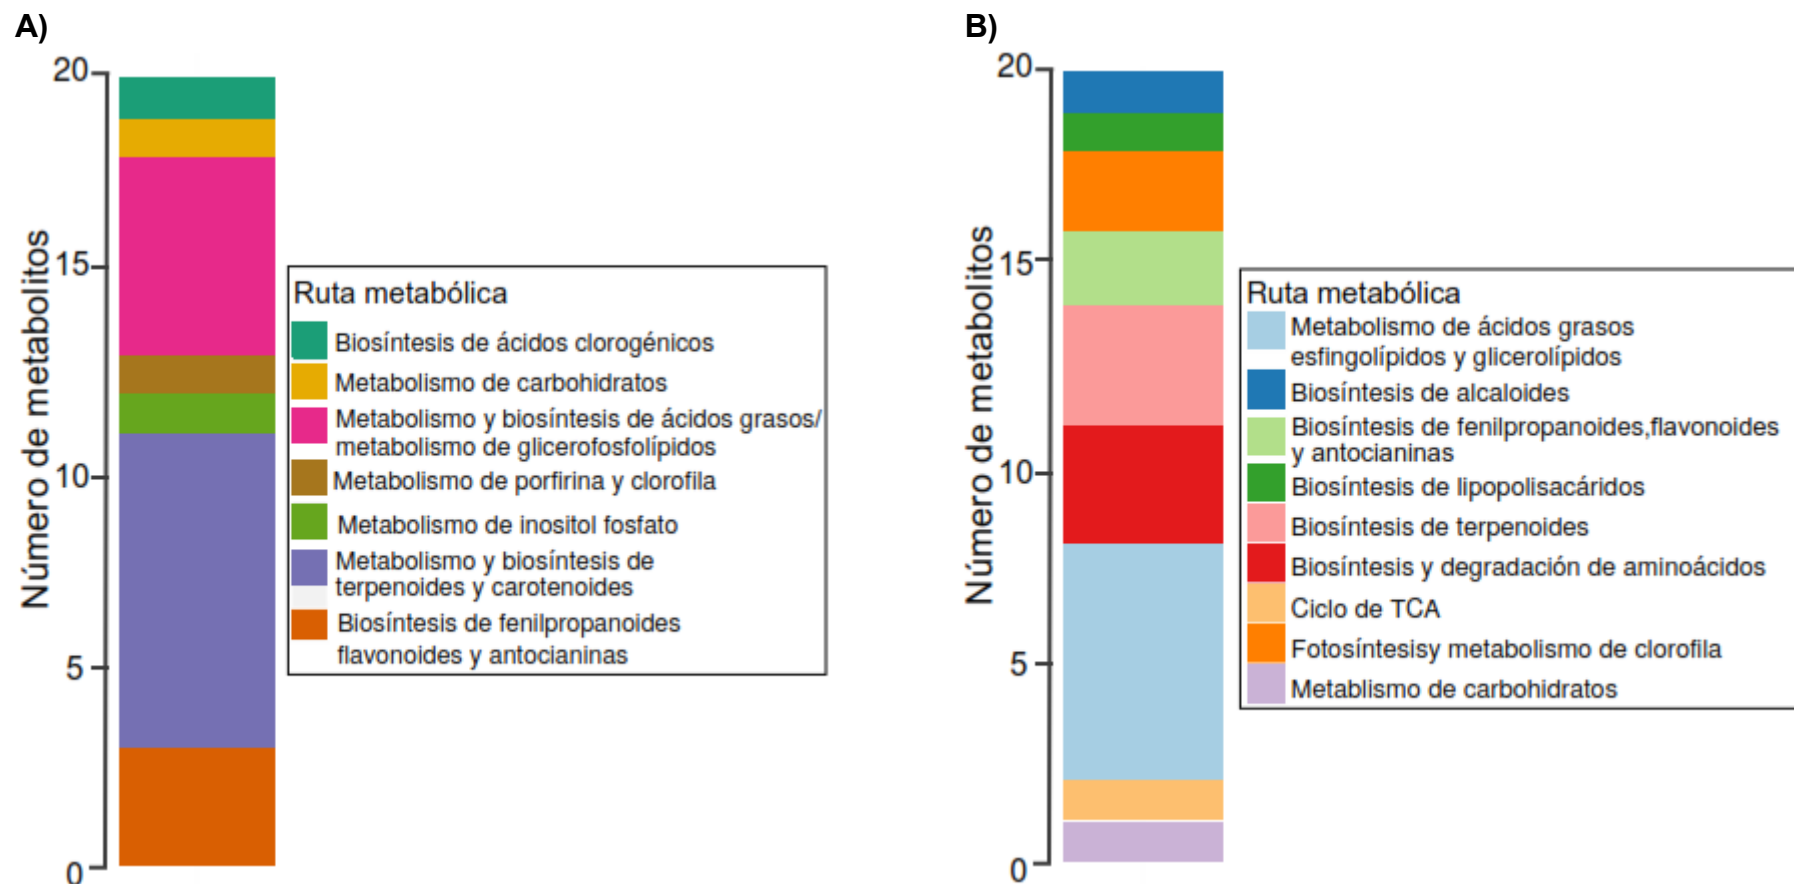 A)
20
15
10
5
0
Número de metabolitos
Ruta metabólica
Biosíntesis de ácidos clorogénicos
Metabolismo de carbohidratos
Metabolismo y biosíntesis de ácidos grasos/
metabolismo de glicerofosfolípidos
Metabolismo de porfirina y clorofila
Metabolismo de inositol fosfato
Metabolismo y biosíntesis de
terpenoides y carotenoides
Biosíntesis de fenilpropanoides
flavonoides y antocianinas
B)
20
15
10
5
0
Número de metabolitos
Ruta metabólica
Metabolismo de ácidos grasos
esfingolípidos y glicerolípidos
Biosíntesis de alcaloides
Biosíntesis de fenilpropanoides,flavonoides
y antocianinas
Biosíntesis de lipopolisacáridos
Biosíntesis de terpenoides
Biosíntesis y degradación de aminoácidos
Ciclo de TCA
Fotosíntesisy metabolismo de clorofila
Metablismo de carbohidratos